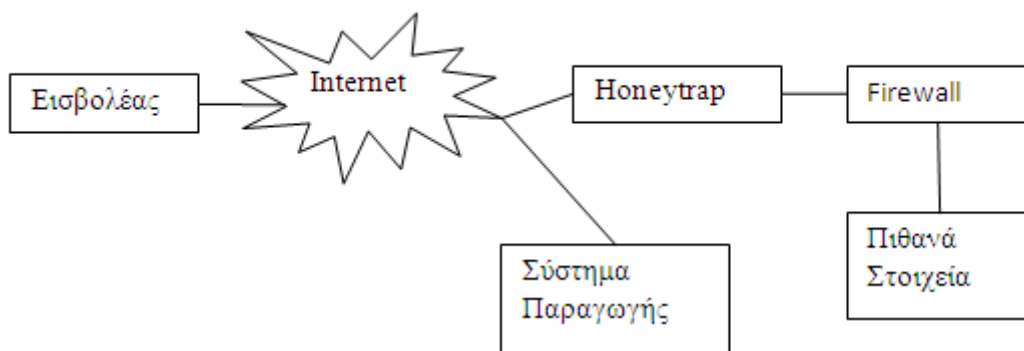 Εισβολέας
Internet
Honeytrap
Firewall
Σύστημα
Παραγωγής
Πιθανά
Στοιχεία